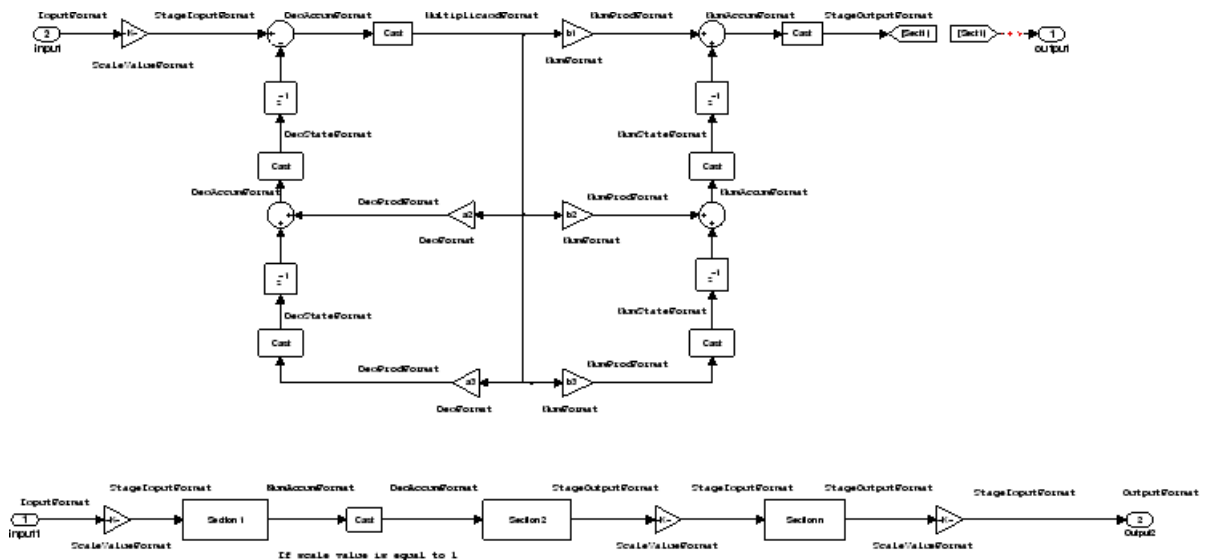 InputFormat StageInputFormat DenAccumFormat MultiplicandFormat NumProdFormat NumAccumFormat StageOutputFormat
2 -K- + - Cast b1 + + Cast [Sect1] [Sect1] 1
input output
ScaleValueFormat NumFormat
z-1 z-1
DenStateFormat NumStateFormat
Cast Cast
DenAccumFormat NumAccumFormat
DenProdFormat NumProdFormat
+ + a2 b2 + +
DenFormat NumFormat
z-1 z-1
DenStateFormat NumStateFormat
Cast Cast
DenProdFormat NumProdFormat
a3 b3
DenFormat NumFormat
InputFormat StageInputFormat NumAccumFormat DenAccumFormat StageOutputFormat StageInputFormat StageOutputFormat StageInputFormat OutputFormat
1 -K- Section 1 Cast Section 2 -K- Section n -K- 2
Input1 Output2
ScaleValueFormat ScaleValueFormat ScaleValueFormat
If scale value is equal to 1